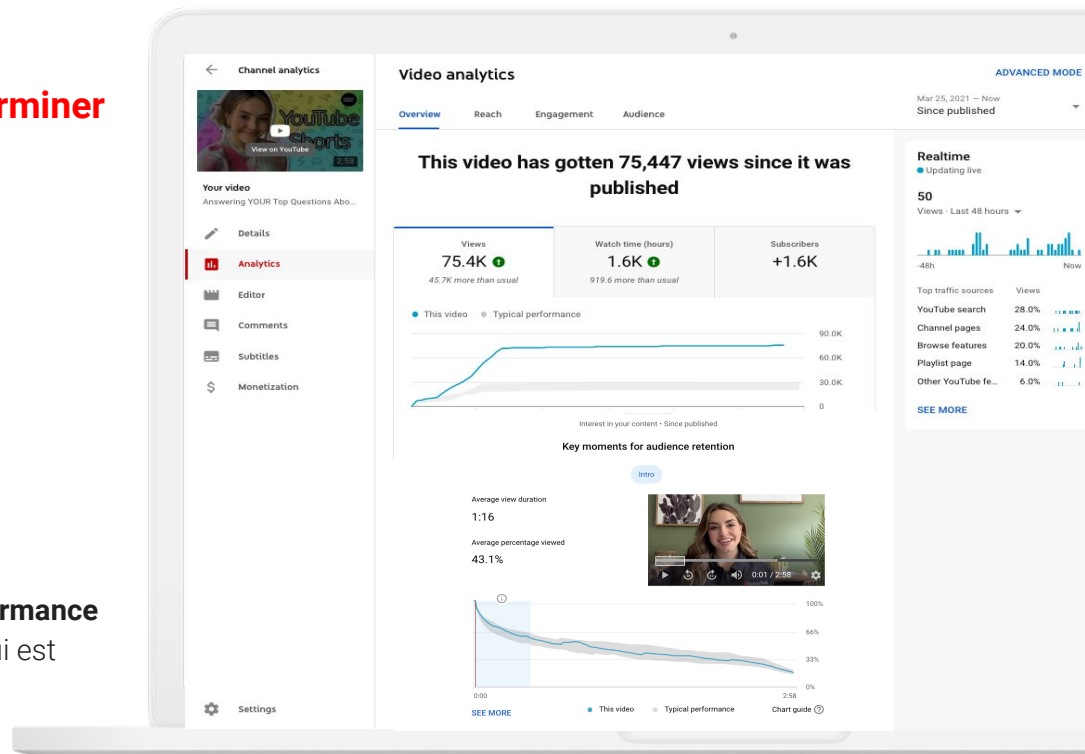 rminer
rmance
ui est
Channel analytics
YouTube
Shorts
View on YouTube
2:58
Your video
Answering YOUR Top Questions Abo...
Details
Analytics
Editor
Comments
Subtitles
Monetization
Settings
Video analytics
ADVANCED MODE
Overview Reach Engagement Audience
Mar 25, 2021 – Now
Since published
This video has gotten 75,447 views since it was
published
Views
75.4K
45.7K more than usual
Watch time (hours)
1.6K
919.6 more than usual
Subscribers
+1.6K
This video Typical performance
90.0K
60.0K
30.0K
0
Interest in your content • Since published
Key moments for audience retention
Intro
Average view duration
1:16
Average percentage viewed
43.1%
0:01 / 2:58
100%
66%
33%
0%
0:00 2:58
SEE MORE
This video Typical performance
Chart guide
Realtime
Updating live
50
Views · Last 48 hours
-48h Now
Top traffic sources Views
YouTube search 28.0%
Channel pages 24.0%
Browse features 20.0%
Playlist page 14.0%
Other YouTube fe... 6.0%
SEE MORE